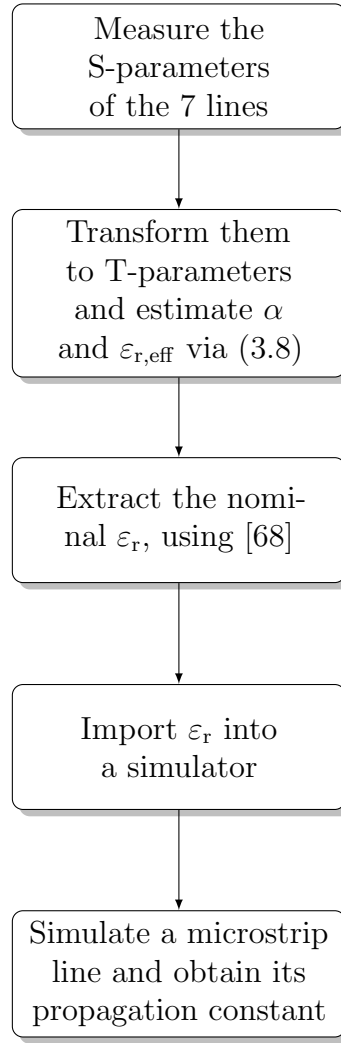 Measure the
S-parameters
of the 7 lines
Transform them
to T-parameters
and estimate α
and εr,eff via (3.8)
Extract the nomi-
nal εr, using [68]
Import εr into
a simulator
Simulate a microstrip
line and obtain its
propagation constant